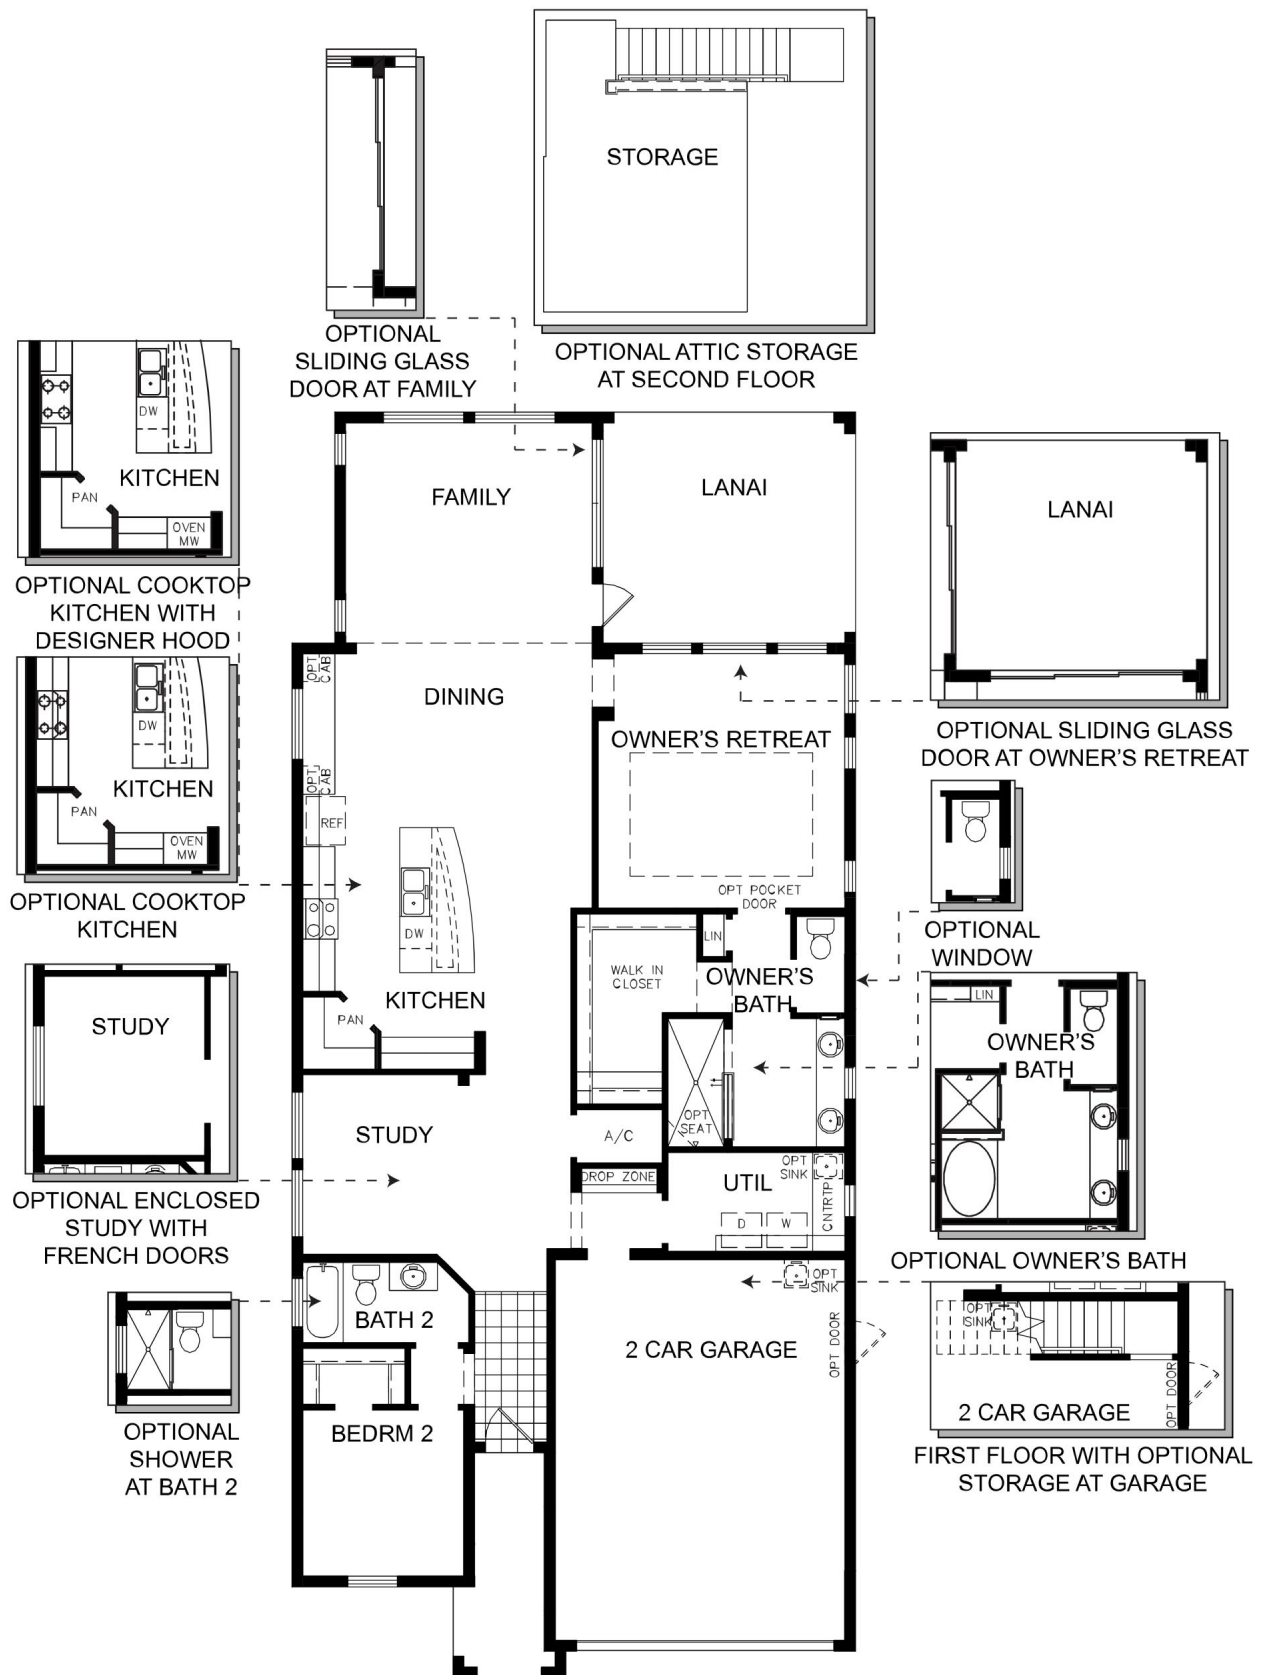 STORAGE
OPTIONAL
SLIDING GLASS
DOOR AT FAMILY
OPTIONAL ATTIC STORAGE
AT SECOND FLOOR
DW
KITCHEN
PAN
OVEN
MW
OPTIONAL COOKTOP
KITCHEN WITH
DESIGNER HOOD
DW
KITCHEN
PAN
OVEN
MW
OPTIONAL COOKTOP
KITCHEN
STUDY
OPTIONAL ENCLOSED
STUDY WITH
FRENCH DOORS
OPTIONAL
SHOWER
AT BATH 2
FAMILY
LANAI
OPT
CAB
DINING
OWNER'S RETREAT
OPT
CAB
REF
OPT POCKET
DOOR
DW
LIN
WALK IN
CLOSET
OWNER'S
BATH
KITCHEN
PAN
OPT
SEAT
STUDY
A/C
DROP ZONE
UTIL
OPT
SINK
CNTRTP
D
W
OPT
SINK
BATH 2
2 CAR GARAGE
OPT DOOR
BEDRM 2
LANAI
OPTIONAL SLIDING GLASS
DOOR AT OWNER'S RETREAT
OPTIONAL
WINDOW
LIN
OWNER'S
BATH
OPTIONAL OWNER'S BATH
OPT
SINK
OPT DOOR
2 CAR GARAGE
FIRST FLOOR WITH OPTIONAL
STORAGE AT GARAGE